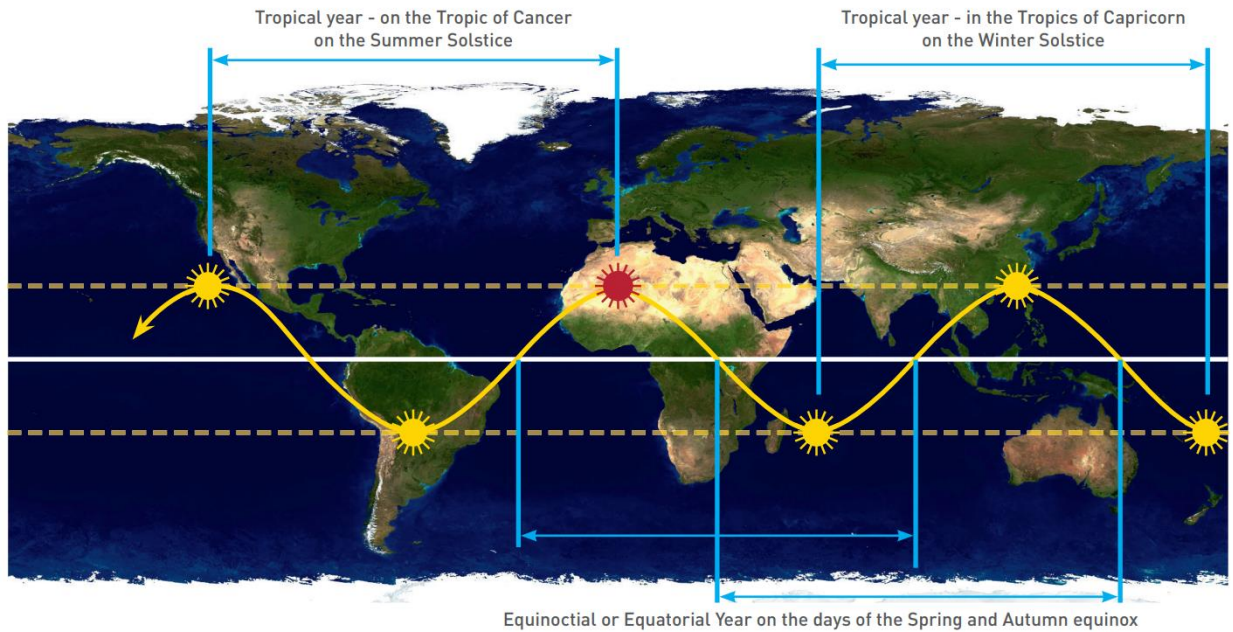 Tropical year - on the Tropic of Cancer
on the Summer Solstice
Tropical year - in the Tropics of Capricorn
on the Winter Solstice
Equinoctial or Equatorial Year on the days of the Spring and Autumn equinox